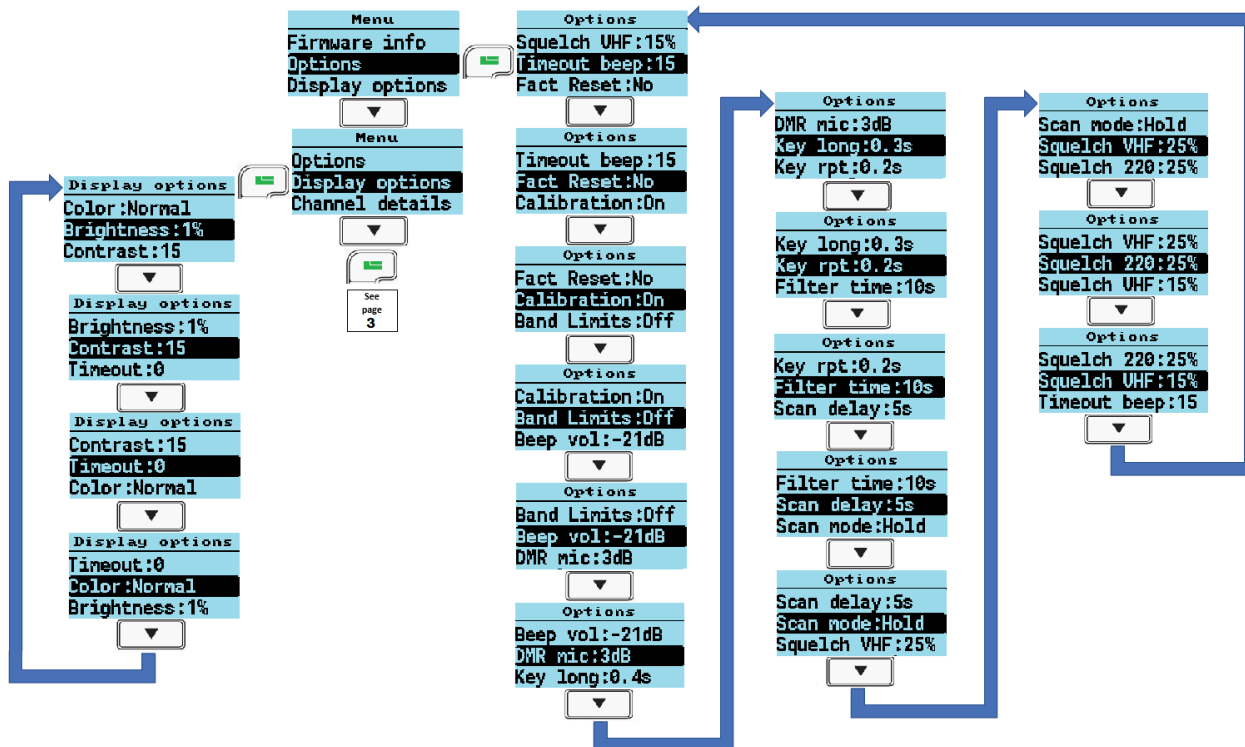 Menu
Firmware info
Options
Display options
Menu
Options
Display options
Channel details
See
page
3
Display options
Color:Normal
Brightness:1%
Contrast:15
Display options
Brightness:1%
Contrast:15
Timeout:0
Display options
Contrast:15
Timeout:0
Color:Normal
Display options
Timeout:0
Color:Normal
Brightness:1%
Options
Squelch VHF:15%
Timeout beep:15
Fact Reset:No
Options
Timeout beep:15
Fact Reset:No
Calibration:On
Options
Fact Reset:No
Calibration:On
Band Limits:Off
Options
Calibration:On
Band Limits:Off
Beep vol:-21dB
Options
Band Limits:Off
Beep vol:-21dB
DMR mic:3dB
Options
Beep vol:-21dB
DMR mic:3dB
Key long:0.4s
Options
DMR mic:3dB
Key long:0.3s
Key rpt:0.2s
Options
Key long:0.3s
Key rpt:0.2s
Filter time:10s
Options
Key rpt:0.2s
Filter time:10s
Scan delay:5s
Options
Filter time:10s
Scan delay:5s
Scan mode:Hold
Options
Scan delay:5s
Scan mode:Hold
Squelch VHF:25%
Options
Scan mode:Hold
Squelch VHF:25%
Squelch 220:25%
Options
Squelch VHF:25%
Squelch 220:25%
Squelch VHF:15%
Options
Squelch 220:25%
Squelch VHF:15%
Timeout beep:15